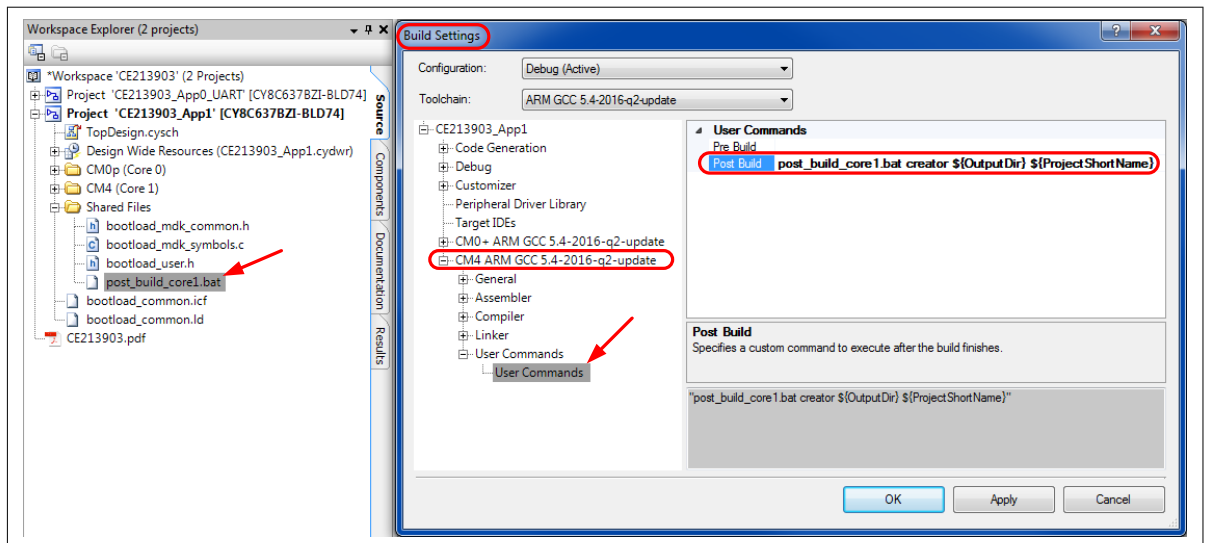 Workspace Explorer (2 projects)
*Workspace 'CE213903' (2 Projects)
Project 'CE213903_App0_UART' [CY8C637BZI-BLD74]
Project 'CE213903_App1' [CY8C637BZI-BLD74]
TopDesign.cysch
Design Wide Resources (CE213903_App1.cydwr)
CM0p (Core 0)
CM4 (Core 1)
Shared Files
bootload_mdk_common.h
bootload_mdk_symbols.c
bootload_user.h
post_build_core1.bat
bootload_common.icf
bootload_common.ld
CE213903.pdf
Source
Components
Documentation
Results
Build Settings
Configuration: Debug (Active)
Toolchain: ARM GCC 5.4-2016-q2-update
CE213903_App1
Code Generation
Debug
Customizer
Peripheral Driver Library
Target IDEs
CM0+ ARM GCC 5.4-2016-q2-update
CM4 ARM GCC 5.4-2016-q2-update
General
Assembler
Compiler
Linker
User Commands
User Commands
User Commands
Pre Build
Post Build post_build_core1.bat creator ${OutputDir} ${ProjectShortName}
Post Build
Specifies a custom command to execute after the build finishes.
"post_build_core1.bat creator ${OutputDir} ${ProjectShortName}"
OK Apply Cancel